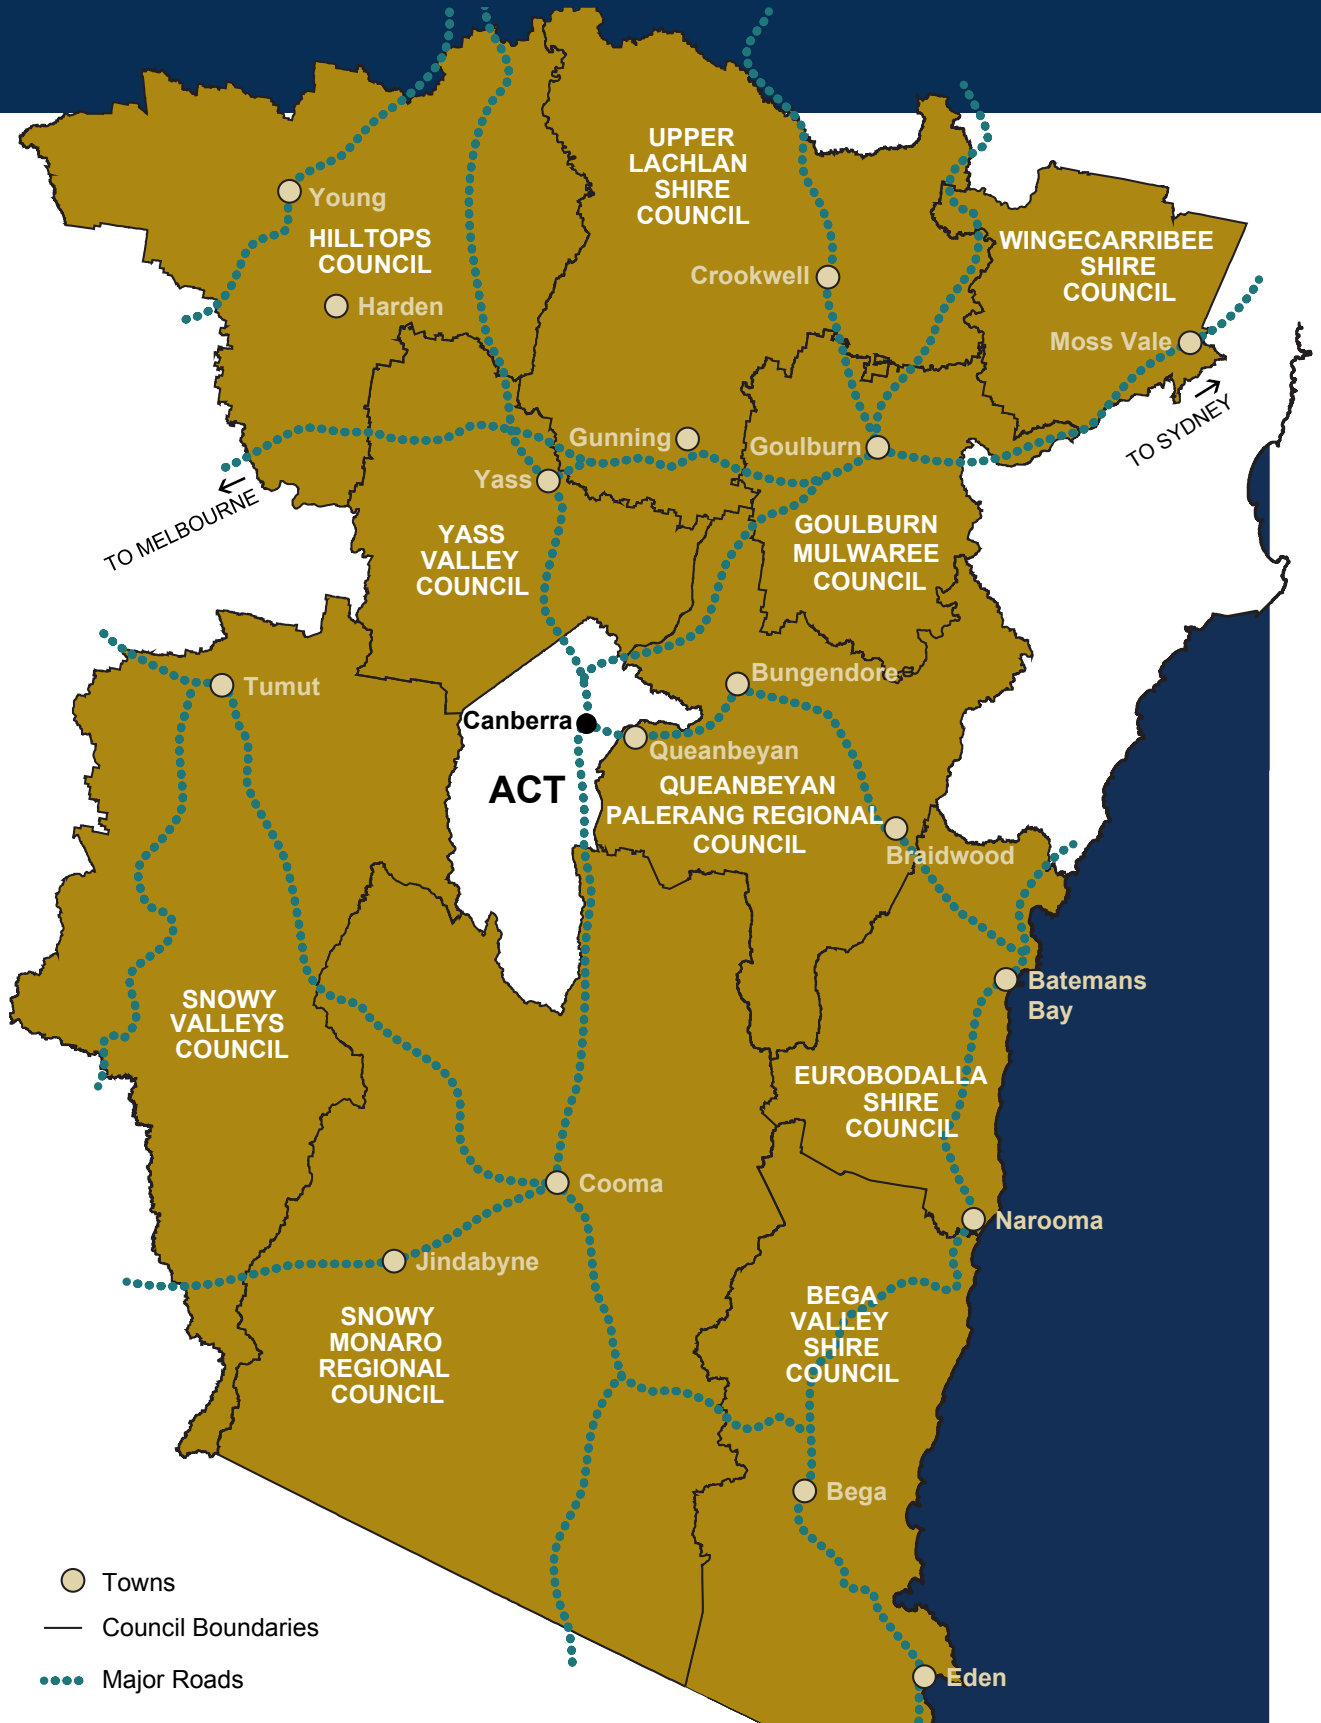 UPPER
LACHLAN
SHIRE
COUNCIL
Young
HILLTOPS
COUNCIL
WINGECARRIBEE
SHIRE
COUNCIL
Crookwell
Harden
Moss Vale
TO SYDNEY
Gunning
Goulburn
Yass
TO MELBOURNE
YASS
VALLEY
COUNCIL
GOULBURN
MULWAREE
COUNCIL
Tumut
Bungendore
Canberra
Queanbeyan
ACT
QUEANBEYAN
PALERANG REGIONAL
COUNCIL
Braidwood
Batemans
Bay
SNOWY
VALLEYS
COUNCIL
EUROBODALLA
SHIRE
COUNCIL
Cooma
Narooma
Jindabyne
SNOWY
MONARO
REGIONAL
COUNCIL
BEGA
VALLEY
SHIRE
COUNCIL
Bega
Eden
Towns
Council Boundaries
Major Roads